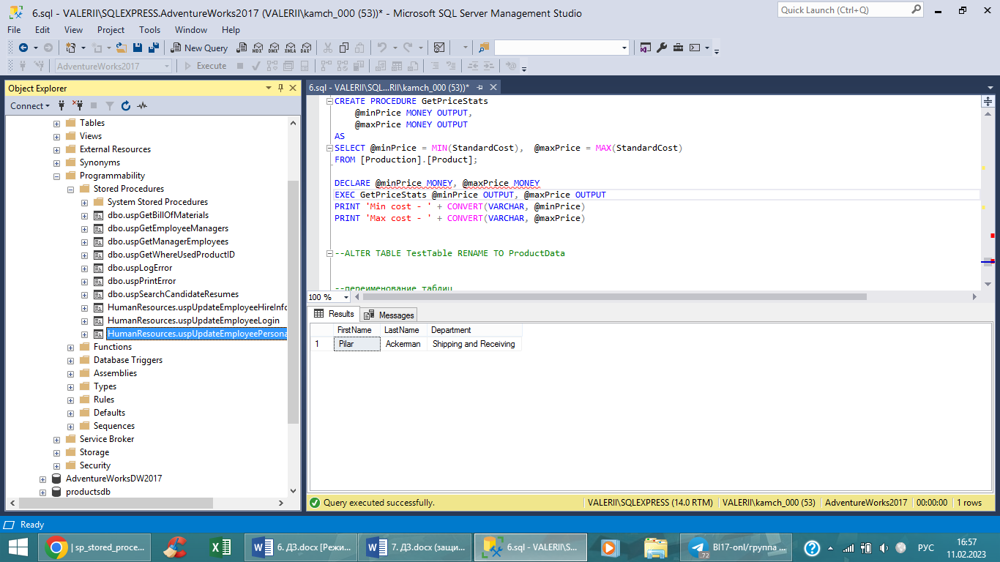 6.sql - VALERII\SQLEXPRESS.AdventureWorks2017 (VALERII\kamch_000 (53))* - Microsoft SQL Server Management Studio
Quick Launch (Ctrl+Q)
File Edit View Project Tools Window Help
New Query MDX DMX XMLA DAX
AdventureWorks2017 Execute
Object Explorer
Connect
Tables
Views
External Resources
Synonyms
Programmability
Stored Procedures
System Stored Procedures
dbo.uspGetBillOfMaterials
dbo.uspGetEmployeeManagers
dbo.uspGetManagerEmployees
dbo.uspGetWhereUsedProductID
dbo.uspLogError
dbo.uspPrintError
dbo.uspSearchCandidateResumes
HumanResources.uspUpdateEmployeeHireInfo
HumanResources.uspUpdateEmployeeLogin
HumanResources.uspUpdateEmployeePersona
Functions
Database Triggers
Assemblies
Types
Rules
Defaults
Sequences
Service Broker
Storage
Security
AdventureWorksDW2017
productsdb
6.sql - VALERII\SQL...RII\kamch_000 (53))*
CREATE PROCEDURE GetPriceStats
@minPrice MONEY OUTPUT,
@maxPrice MONEY OUTPUT
AS
SELECT @minPrice = MIN(StandardCost), @maxPrice = MAX(StandardCost)
FROM [Production].[Product];
DECLARE @minPrice MONEY, @maxPrice MONEY
EXEC GetPriceStats @minPrice OUTPUT, @maxPrice OUTPUT
PRINT 'Min cost - ' + CONVERT(VARCHAR, @minPrice)
PRINT 'Max cost - ' + CONVERT(VARCHAR, @maxPrice)
--ALTER TABLE TestTable RENAME TO ProductData
--переименование таблиц
100 %
Results Messages
FirstName LastName Department
1 Pilar Ackerman Shipping and Receiving
Query executed successfully. VALERII\SQLEXPRESS (14.0 RTM) VALERII\kamch_000 (53) AdventureWorks2017 00:00:00 1 rows
Ready
| sp_stored_proce... 6. ДЗ.docx [Режи... 7. ДЗ.docx (защи... 6.sql - VALERII\S... BI17-onl/группа ... .72 РУС 16:57
11.02.2023